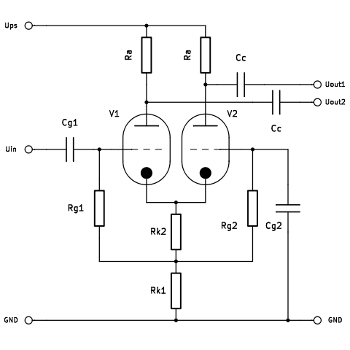 Ups
Ra
Ra
Cc
Uout1
Uout2
Cc
V1
V2
Cg1
Uin
Rg1
Rk2
Rg2
Cg2
Rk1
GND
GND